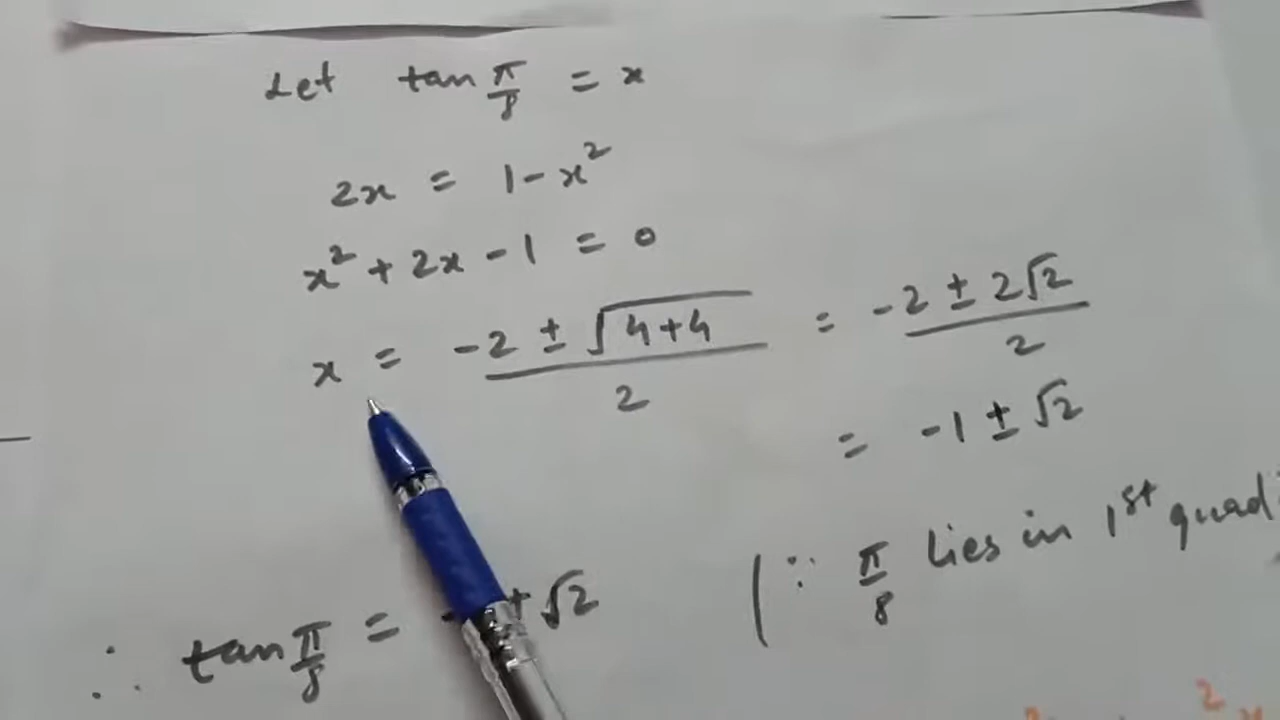 Let tan π/8 = x
2x = 1 - x²
x² + 2x - 1 = 0
x = (-2 ± √(4+4))/2 = (-2 ± 2√2)/2
= -1 ± √2
∴ tan π/8 = + √2 (∵ π/8 lies in 1st